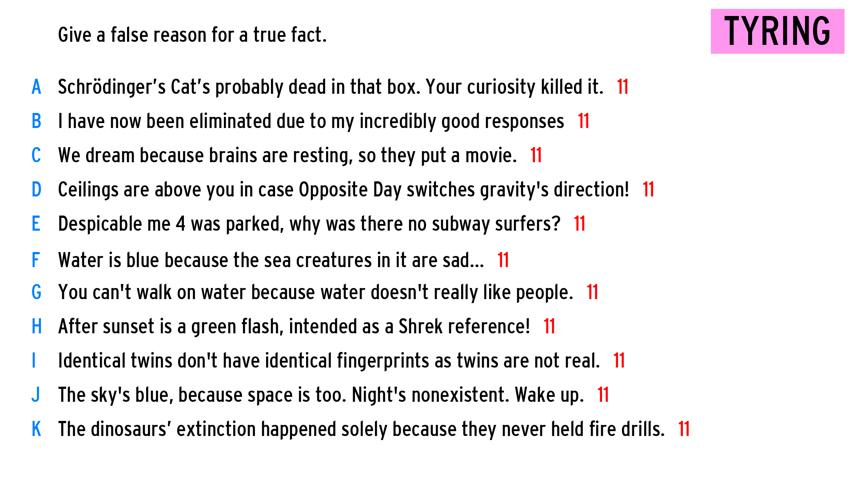 Give a false reason for a true fact.
TYRING
A Schrödinger's Cat's probably dead in that box. Your curiosity killed it. 11
B I have now been eliminated due to my incredibly good responses 11
C We dream because brains are resting, so they put a movie. 11
D Ceilings are above you in case Opposite Day switches gravity's direction! 11
E Despicable me 4 was parked, why was there no subway surfers? 11
F Water is blue because the sea creatures in it are sad... 11
G You can't walk on water because water doesn't really like people. 11
H After sunset is a green flash, intended as a Shrek reference! 11
I Identical twins don't have identical fingerprints as twins are not real. 11
J The sky's blue, because space is too. Night's nonexistent. Wake up. 11
K The dinosaurs’ extinction happened solely because they never held fire drills. 11